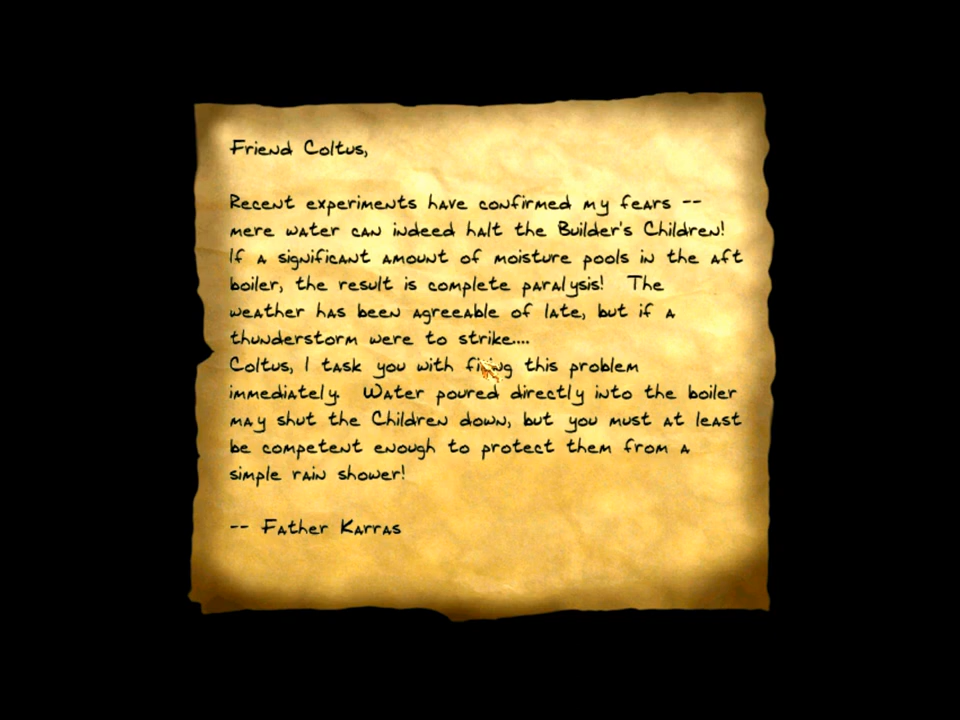 Friend Coltus,
Recent experiments have confirmed my fears --
mere water can indeed halt the Builder's Children!
If a significant amount of moisture pools in the aft
boiler, the result is complete paralysis! The
weather has been agreeable of late, but if a
thunderstorm were to strike....
Coltus, I task you with fixing this problem
immediately. Water poured directly into the boiler
may shut the Children down, but you must at least
be competent enough to protect them from a
simple rain shower!
-- Father Karras